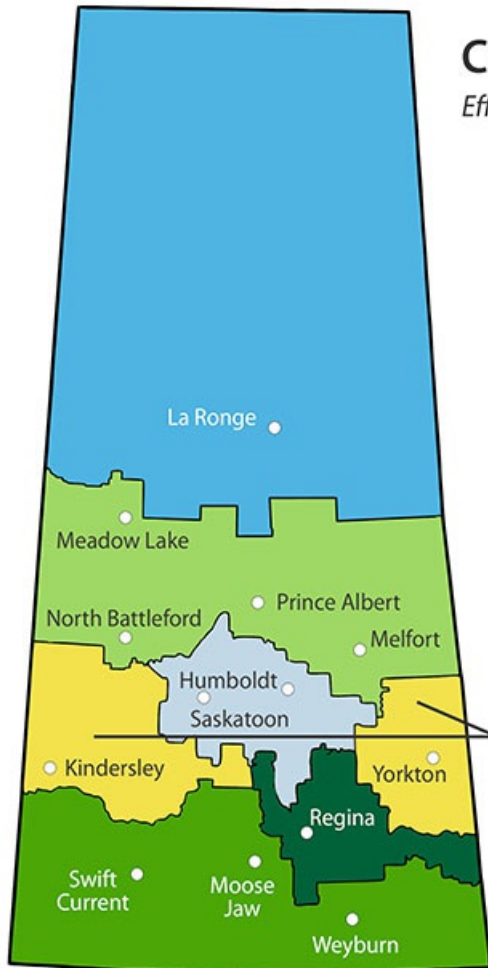 C
Eff
La Ronge
Meadow Lake
Prince Albert
North Battleford
Melfort
Humboldt
Saskatoon
Kindersley
Yorkton
Regina
Swift
Current
Moose
Jaw
Weyburn